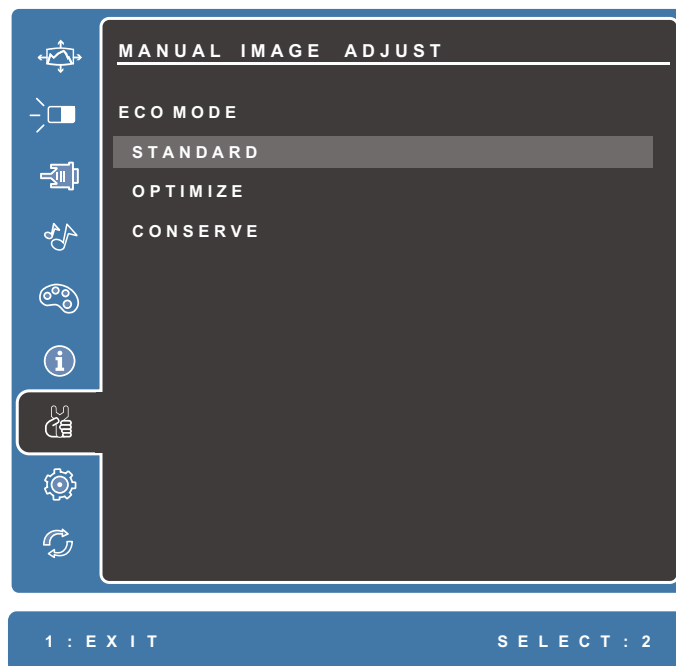 MANUAL IMAGE ADJUST
ECO MODE
STANDARD
OPTIMIZE
CONSERVE
1 : EXIT SELECT : 2